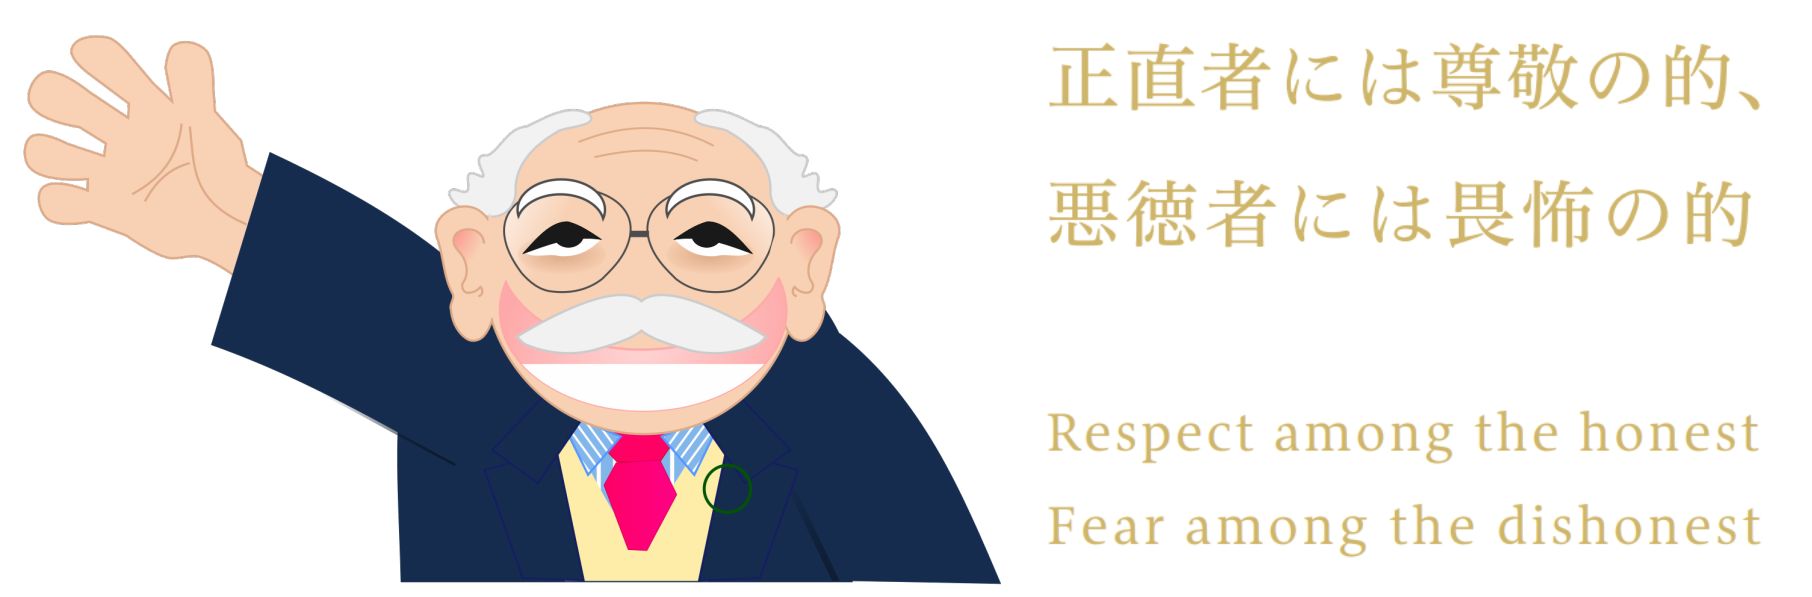 正直者には尊敬の的、
悪徳者には畏怖の的
Respect among the honest
Fear among the dishonest